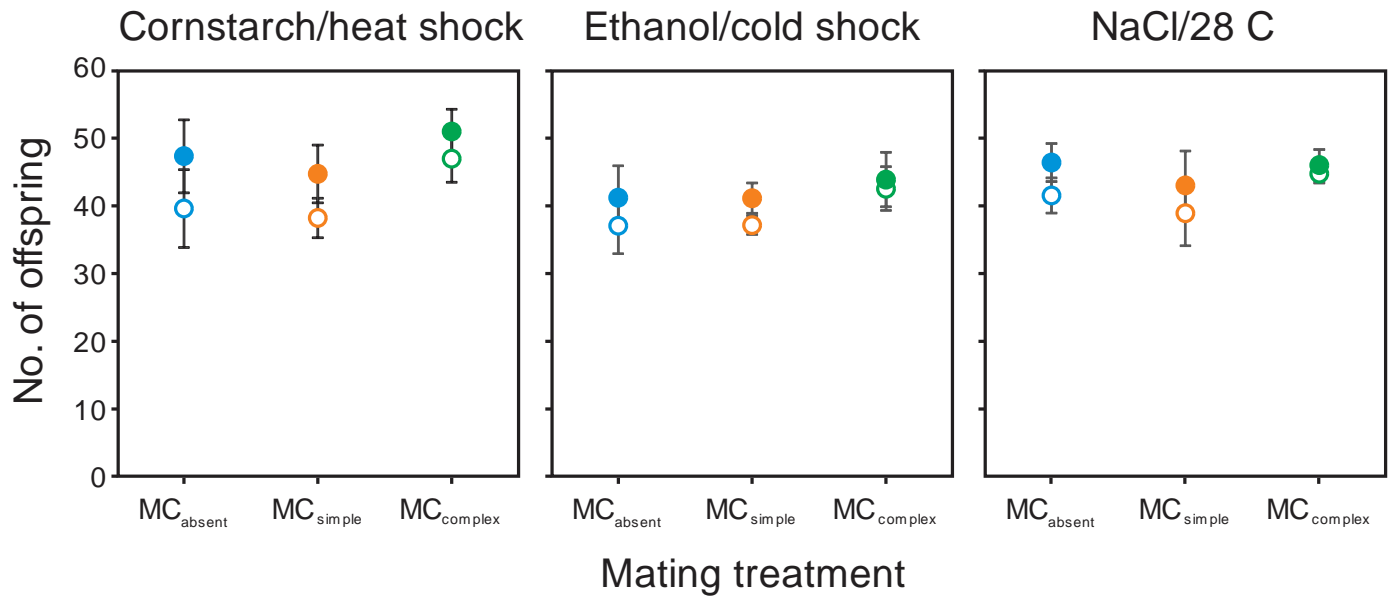 Cornstarch/heat shock
Ethanol/cold shock
NaCl/28 C
No. of offspring
60
50
40
30
20
10
0
MCabsent
MCsimple
MCcomplex
MCabsent
MCsimple
MCcomplex
MCabsent
MCsimple
MCcomplex
Mating treatment